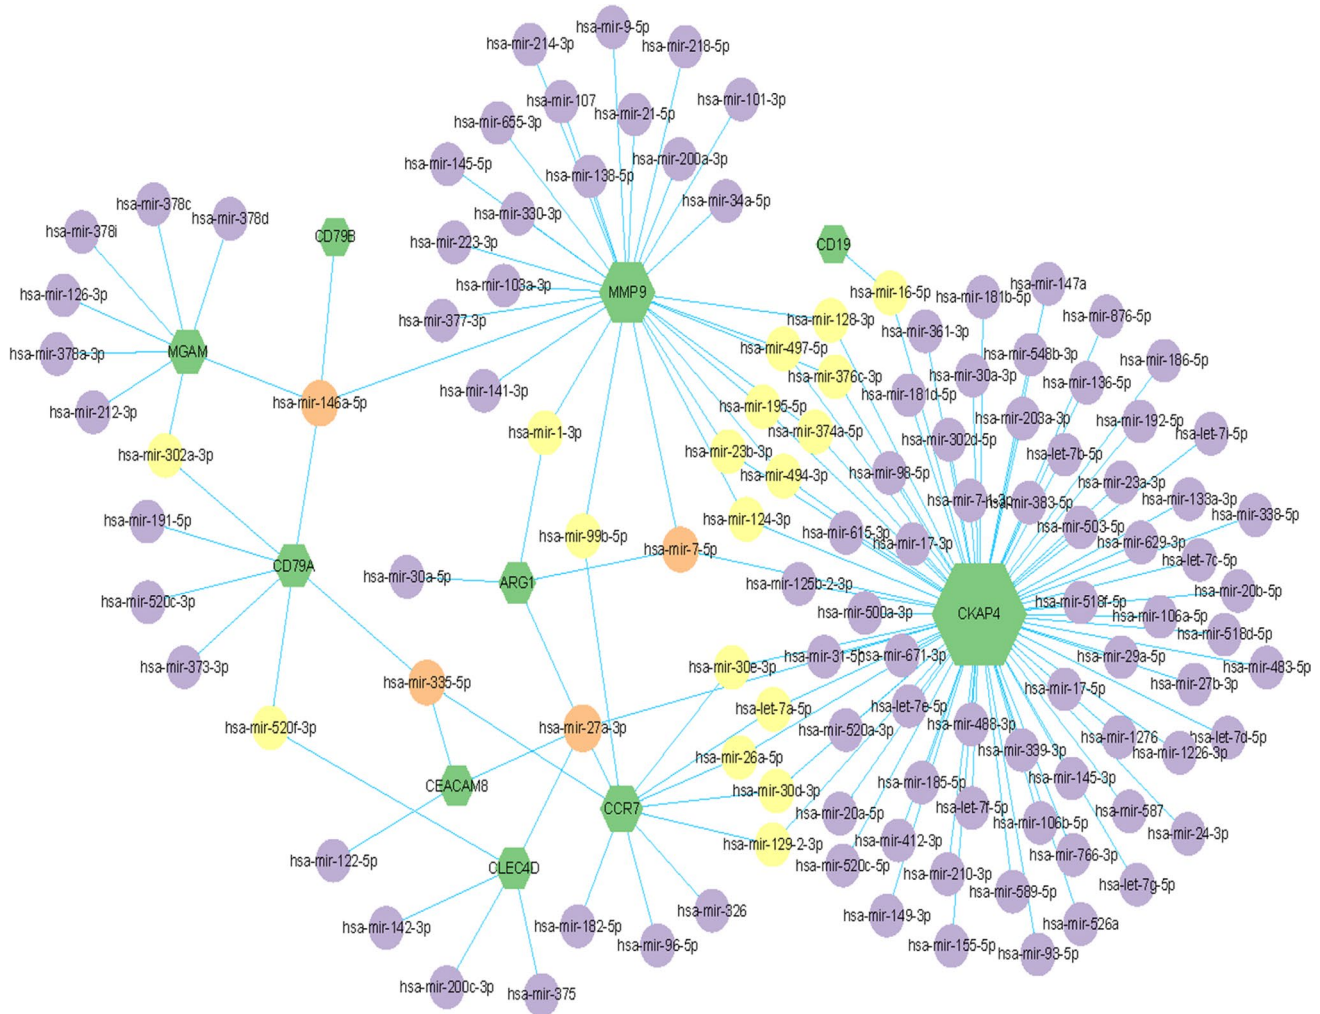 hsa-mir-9-5p
hsa-mir-214-3p
hsa-mir-218-5p
hsa-mir-107
hsa-mir-101-3p
hsa-mir-21-5p
hsa-mir-655-3p
hsa-mir-145-5p
hsa-mir-200a-3p
hsa-mir-138-5p
hsa-mir-34a-5p
hsa-mir-330-3p
hsa-mir-378c
hsa-mir-378d
hsa-mir-378i
CD79B
hsa-mir-223-3p
CD19
hsa-mir-103a-3p
MMP9
hsa-mir-16-5p
hsa-mir-181b-5p
hsa-mir-147a
hsa-mir-126-3p
hsa-mir-377-3p
hsa-mir-128-3p
hsa-mir-361-3p
hsa-mir-876-5p
hsa-mir-378a-3p
MGAM
hsa-mir-497-5p
hsa-mir-548b-3p
hsa-mir-186-5p
hsa-mir-376c-3p
hsa-mir-30a-3p
hsa-mir-136-5p
hsa-mir-141-3p
hsa-mir-181d-5p
hsa-mir-212-3p
hsa-mir-146a-5p
hsa-mir-195-5p
hsa-mir-203a-3p
hsa-mir-192-5p
hsa-mir-1-3p
hsa-mir-374a-5p
hsa-mir-302d-5p
hsa-let-7i-5p
hsa-mir-302a-3p
hsa-mir-23b-3p
hsa-let-7b-5p
hsa-mir-494-3p
hsa-mir-98-5p
hsa-mir-23a-3p
hsa-mir-7-1-3p
hsa-mir-383-5p
hsa-mir-133a-3p
hsa-mir-338-5p
hsa-mir-191-5p
hsa-mir-124-3p
hsa-mir-615-3p
hsa-mir-503-5p
hsa-mir-99b-5p
hsa-mir-7-5p
hsa-mir-17-3p
hsa-mir-629-3p
hsa-let-7c-5p
CD79A
hsa-mir-30a-5p
ARG1
hsa-mir-125b-2-3p
hsa-mir-20b-5p
hsa-mir-520c-3p
hsa-mir-500a-3p
CKAP4
hsa-mir-518f-5p
hsa-mir-106a-5p
hsa-mir-518d-5p
hsa-mir-373-3p
hsa-mir-30e-3p
hsa-mir-31-5p
hsa-mir-671-3p
hsa-mir-29a-5p
hsa-mir-483-5p
hsa-mir-335-5p
hsa-mir-17-5p
hsa-mir-27b-3p
hsa-let-7a-5p
hsa-let-7e-5p
hsa-mir-520f-3p
hsa-mir-27a-3p
hsa-mir-520a-3p
hsa-mir-488-3p
hsa-mir-1276
hsa-let-7d-5p
hsa-mir-26a-5p
hsa-mir-339-3p
hsa-mir-1226-3p
CEACAM8
hsa-mir-30d-3p
hsa-mir-185-5p
hsa-mir-145-3p
CCR7
hsa-mir-20a-5p
hsa-let-7f-5p
hsa-mir-587
hsa-mir-106b-5p
hsa-mir-24-3p
hsa-mir-129-2-3p
hsa-mir-412-3p
hsa-mir-122-5p
hsa-mir-766-3p
CLEC4D
hsa-mir-520c-5p
hsa-mir-210-3p
hsa-let-7g-5p
hsa-mir-589-5p
hsa-mir-326
hsa-mir-149-3p
hsa-mir-142-3p
hsa-mir-182-5p
hsa-mir-526a
hsa-mir-96-5p
hsa-mir-155-5p
hsa-mir-93-5p
hsa-mir-200c-3p
hsa-mir-375